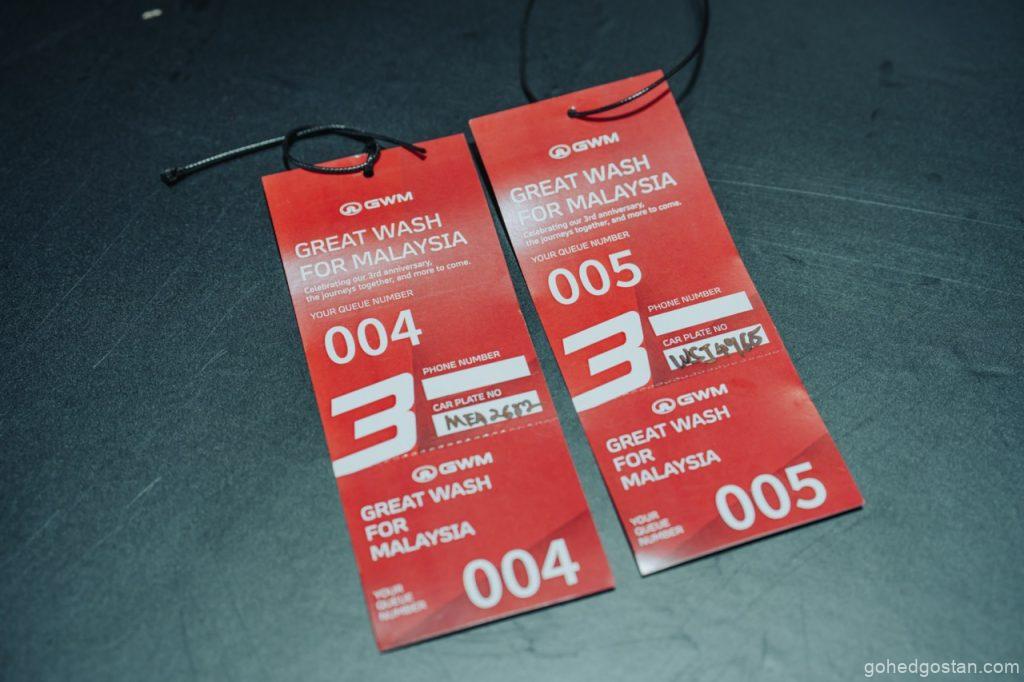 GWM
GREAT WASH
FOR MALAYSIA
Celebrating our 3rd anniversary,
the journeys together, and more to come.
YOUR QUEUE NUMBER
004
3
PHONE NUMBER
CAR PLATE NO
MEA2682
GWM
GREAT WASH
FOR
MALAYSIA
YOUR
QUEUE
NUMBER
004
GWM
GREAT WASH
FOR MALAYSIA
Celebrating our 3rd anniversary,
the journeys together, and more to come.
YOUR QUEUE NUMBER
005
3
PHONE NUMBER
CAR PLATE NO
GWM
GREAT WASH
FOR
MALAYSIA
YOUR
QUEUE
NUMBER
005
gohedgostan.com